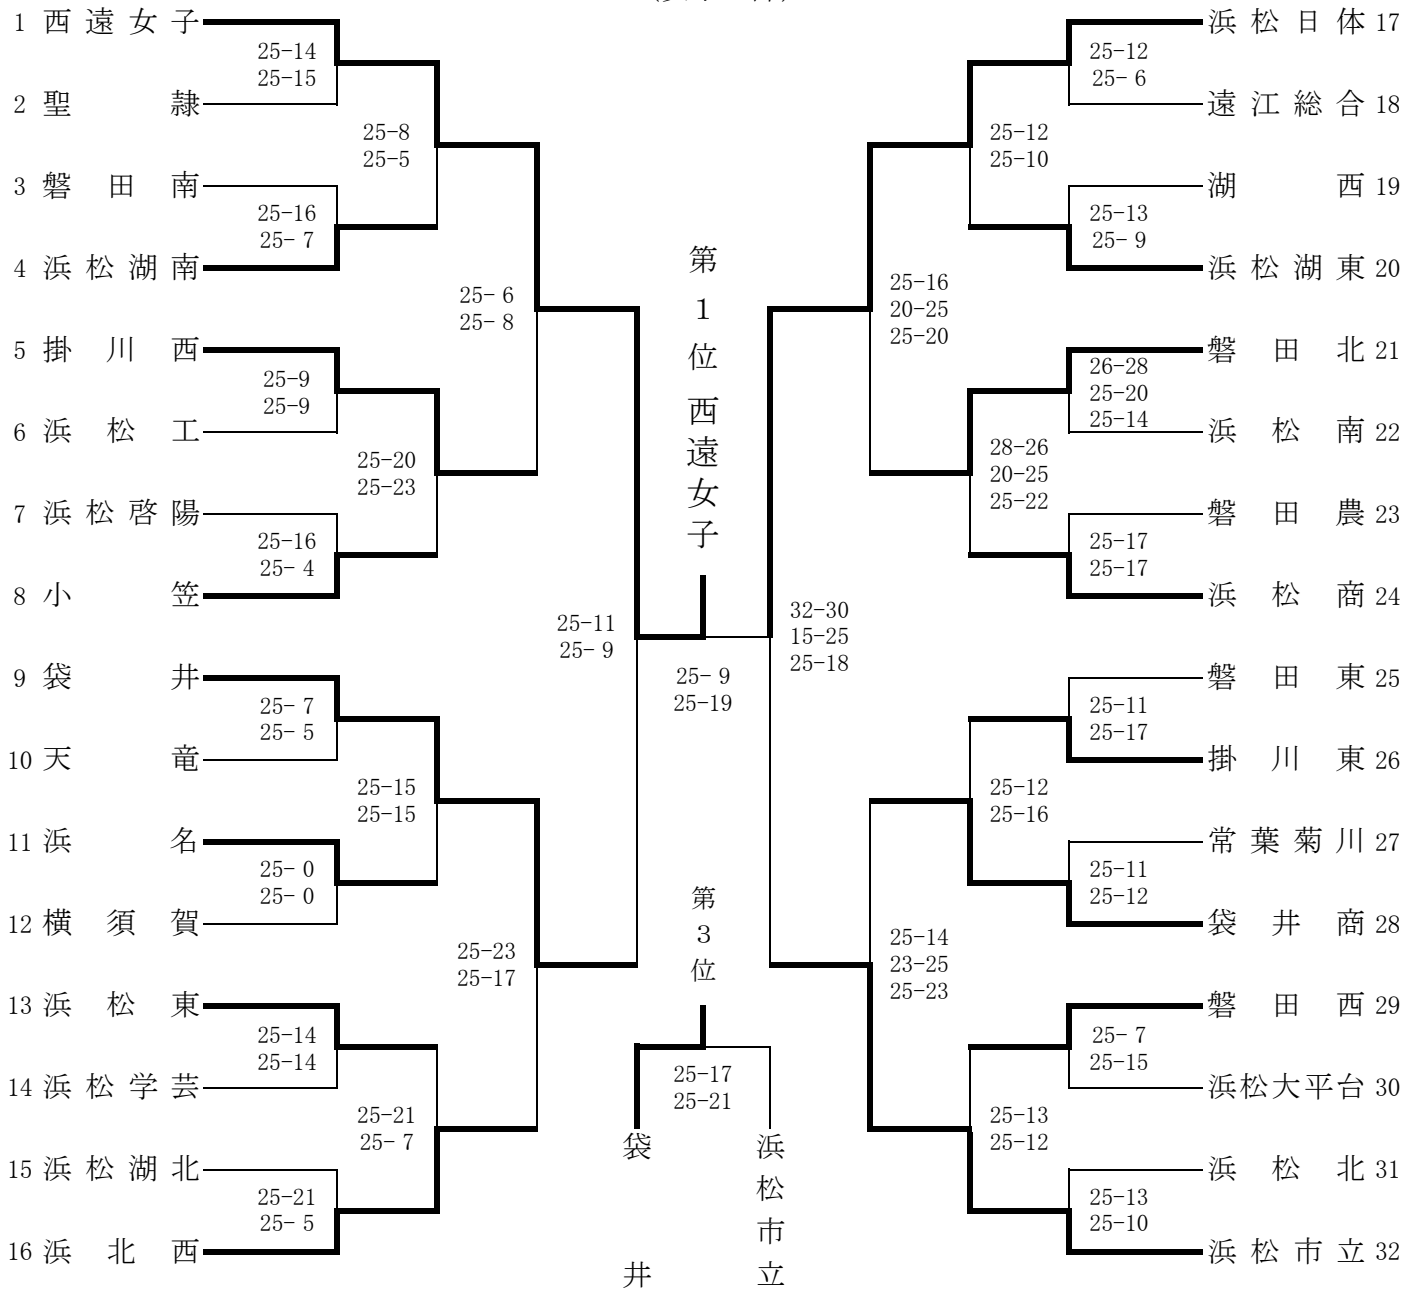 1 西遠女子
25-14
25-15
2 聖隷
25-8
25-5
3 磐田南
25-16
25- 7
4 浜松湖南
25- 6
25- 8
5 掛川西
25-9
25-9
6 浜松工
25-20
25-23
7 浜松啓陽
25-16
25- 4
8 小笠
25-11
25- 9
9 袋井
25- 7
25- 5
10 天竜
25-15
25-15
11 浜名
25- 0
25- 0
12 横須賀
25-23
25-17
13 浜松東
25-14
25-14
14 浜松学芸
25-21
25- 7
15 浜松湖北
25-21
25- 5
16 浜北西
第1位西遠女子
25- 9
25-19
第3位
25-17
25-21
袋井
浜松市立
浜松日体 17
25-12
25- 6
遠江総合 18
25-12
25-10
湖西 19
25-13
25- 9
浜松湖東 20
25-16
20-25
25-20
磐田北 21
26-28
25-20
25-14
浜松南 22
28-26
20-25
25-22
磐田農 23
25-17
25-17
浜松商 24
32-30
15-25
25-18
磐田東 25
25-11
25-17
掛川東 26
25-12
25-16
常葉菊川 27
25-11
25-12
袋井商 28
25-14
23-25
25-23
磐田西 29
25- 7
25-15
浜松大平台 30
25-13
25-12
浜松北 31
25-13
25-10
浜松市立 32